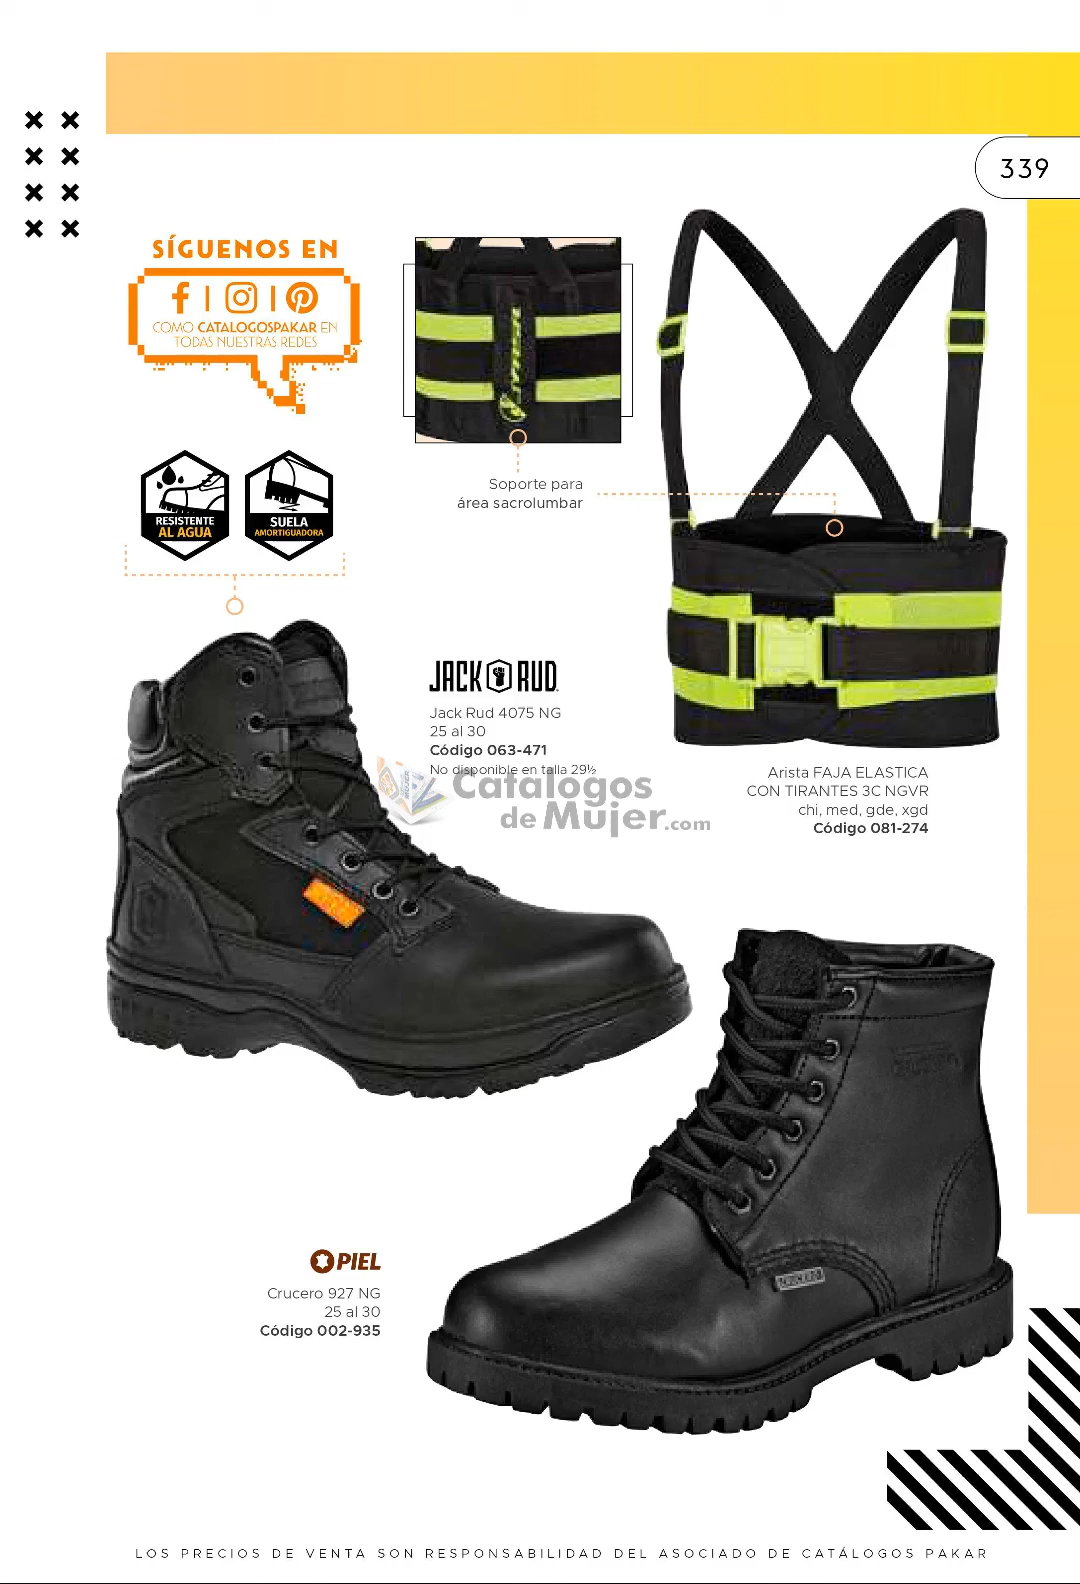 339
SÍGUENOS EN
COMO CATALOGOSPAKAR EN
TODAS NUESTRAS REDES
RESISTENTE
AL AGUA
SUELA
AMORTIGUADORA
Soporte para
área sacrolumbar
JACK RUD
Jack Rud 4075 NG
25 al 30
Código 063-471
No disponible en talla 29½
Catalogos
de Mujer.com
Arista FAJA ELASTICA
CON TIRANTES 3C NGVR
chi, med, gde, xgd
Código 081-274
PIEL
Crucero 927 NG
25 al 30
Código 002-935
CRUCERO
LOS PRECIOS DE VENTA SON RESPONSABILIDAD DEL ASOCIADO DE CATÁLOGOS PAKAR